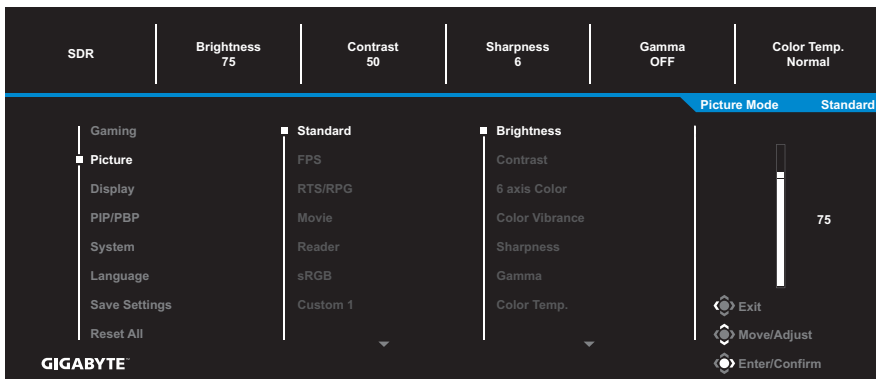 SDR
Brightness
75
Contrast
50
Sharpness
6
Gamma
OFF
Color Temp.
Normal
Picture Mode Standard
Gaming
Picture
Display
PIP/PBP
System
Language
Save Settings
Reset All
Standard
FPS
RTS/RPG
Movie
Reader
sRGB
Custom 1
Brightness
Contrast
6 axis Color
Color Vibrance
Sharpness
Gamma
Color Temp.
75
Exit
Move/Adjust
Enter/Confirm
GIGABYTE™